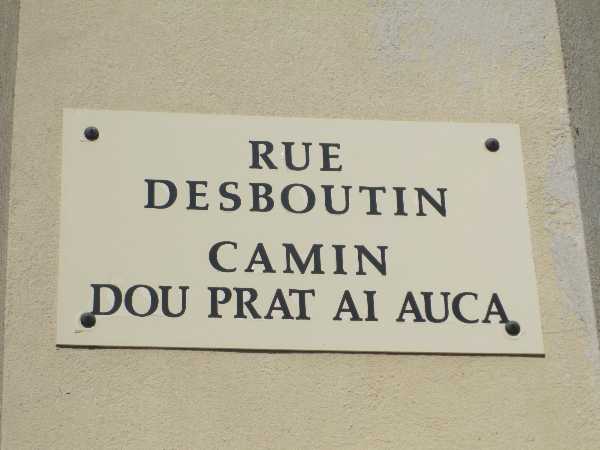 RUE
DESBOUTIN
CAMIN
DOU PRAT AI AUCA